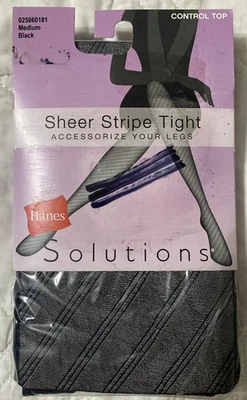 025060181
Medium
Black
CONTROL TOP
Sheer Stripe Tight
ACCESSORIZE YOUR LEGS
Hanes
Solutions